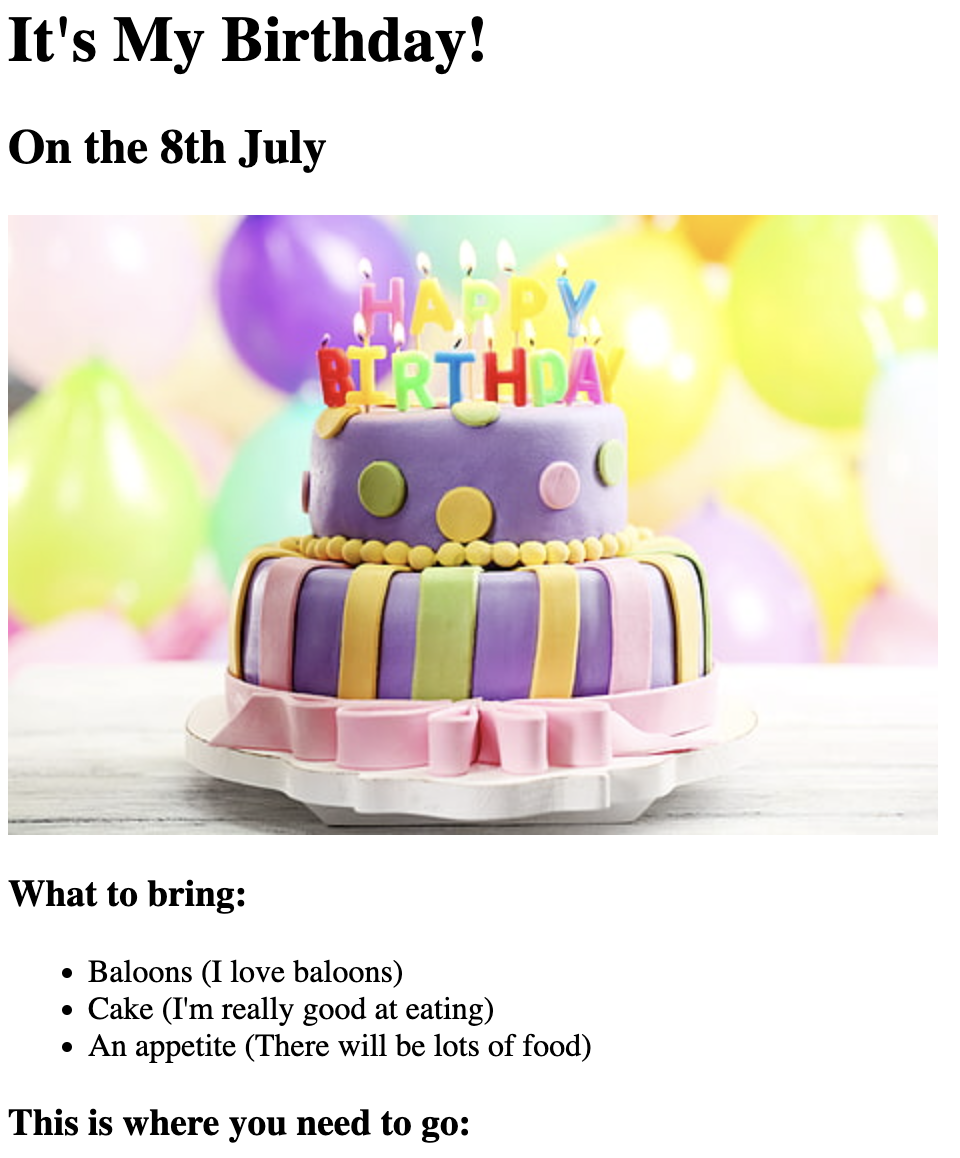 It's My Birthday!
On the 8th July
HAPPY
BIRTHDAY
What to bring:
Baloons (I love baloons)
Cake (I'm really good at eating)
An appetite (There will be lots of food)
This is where you need to go: